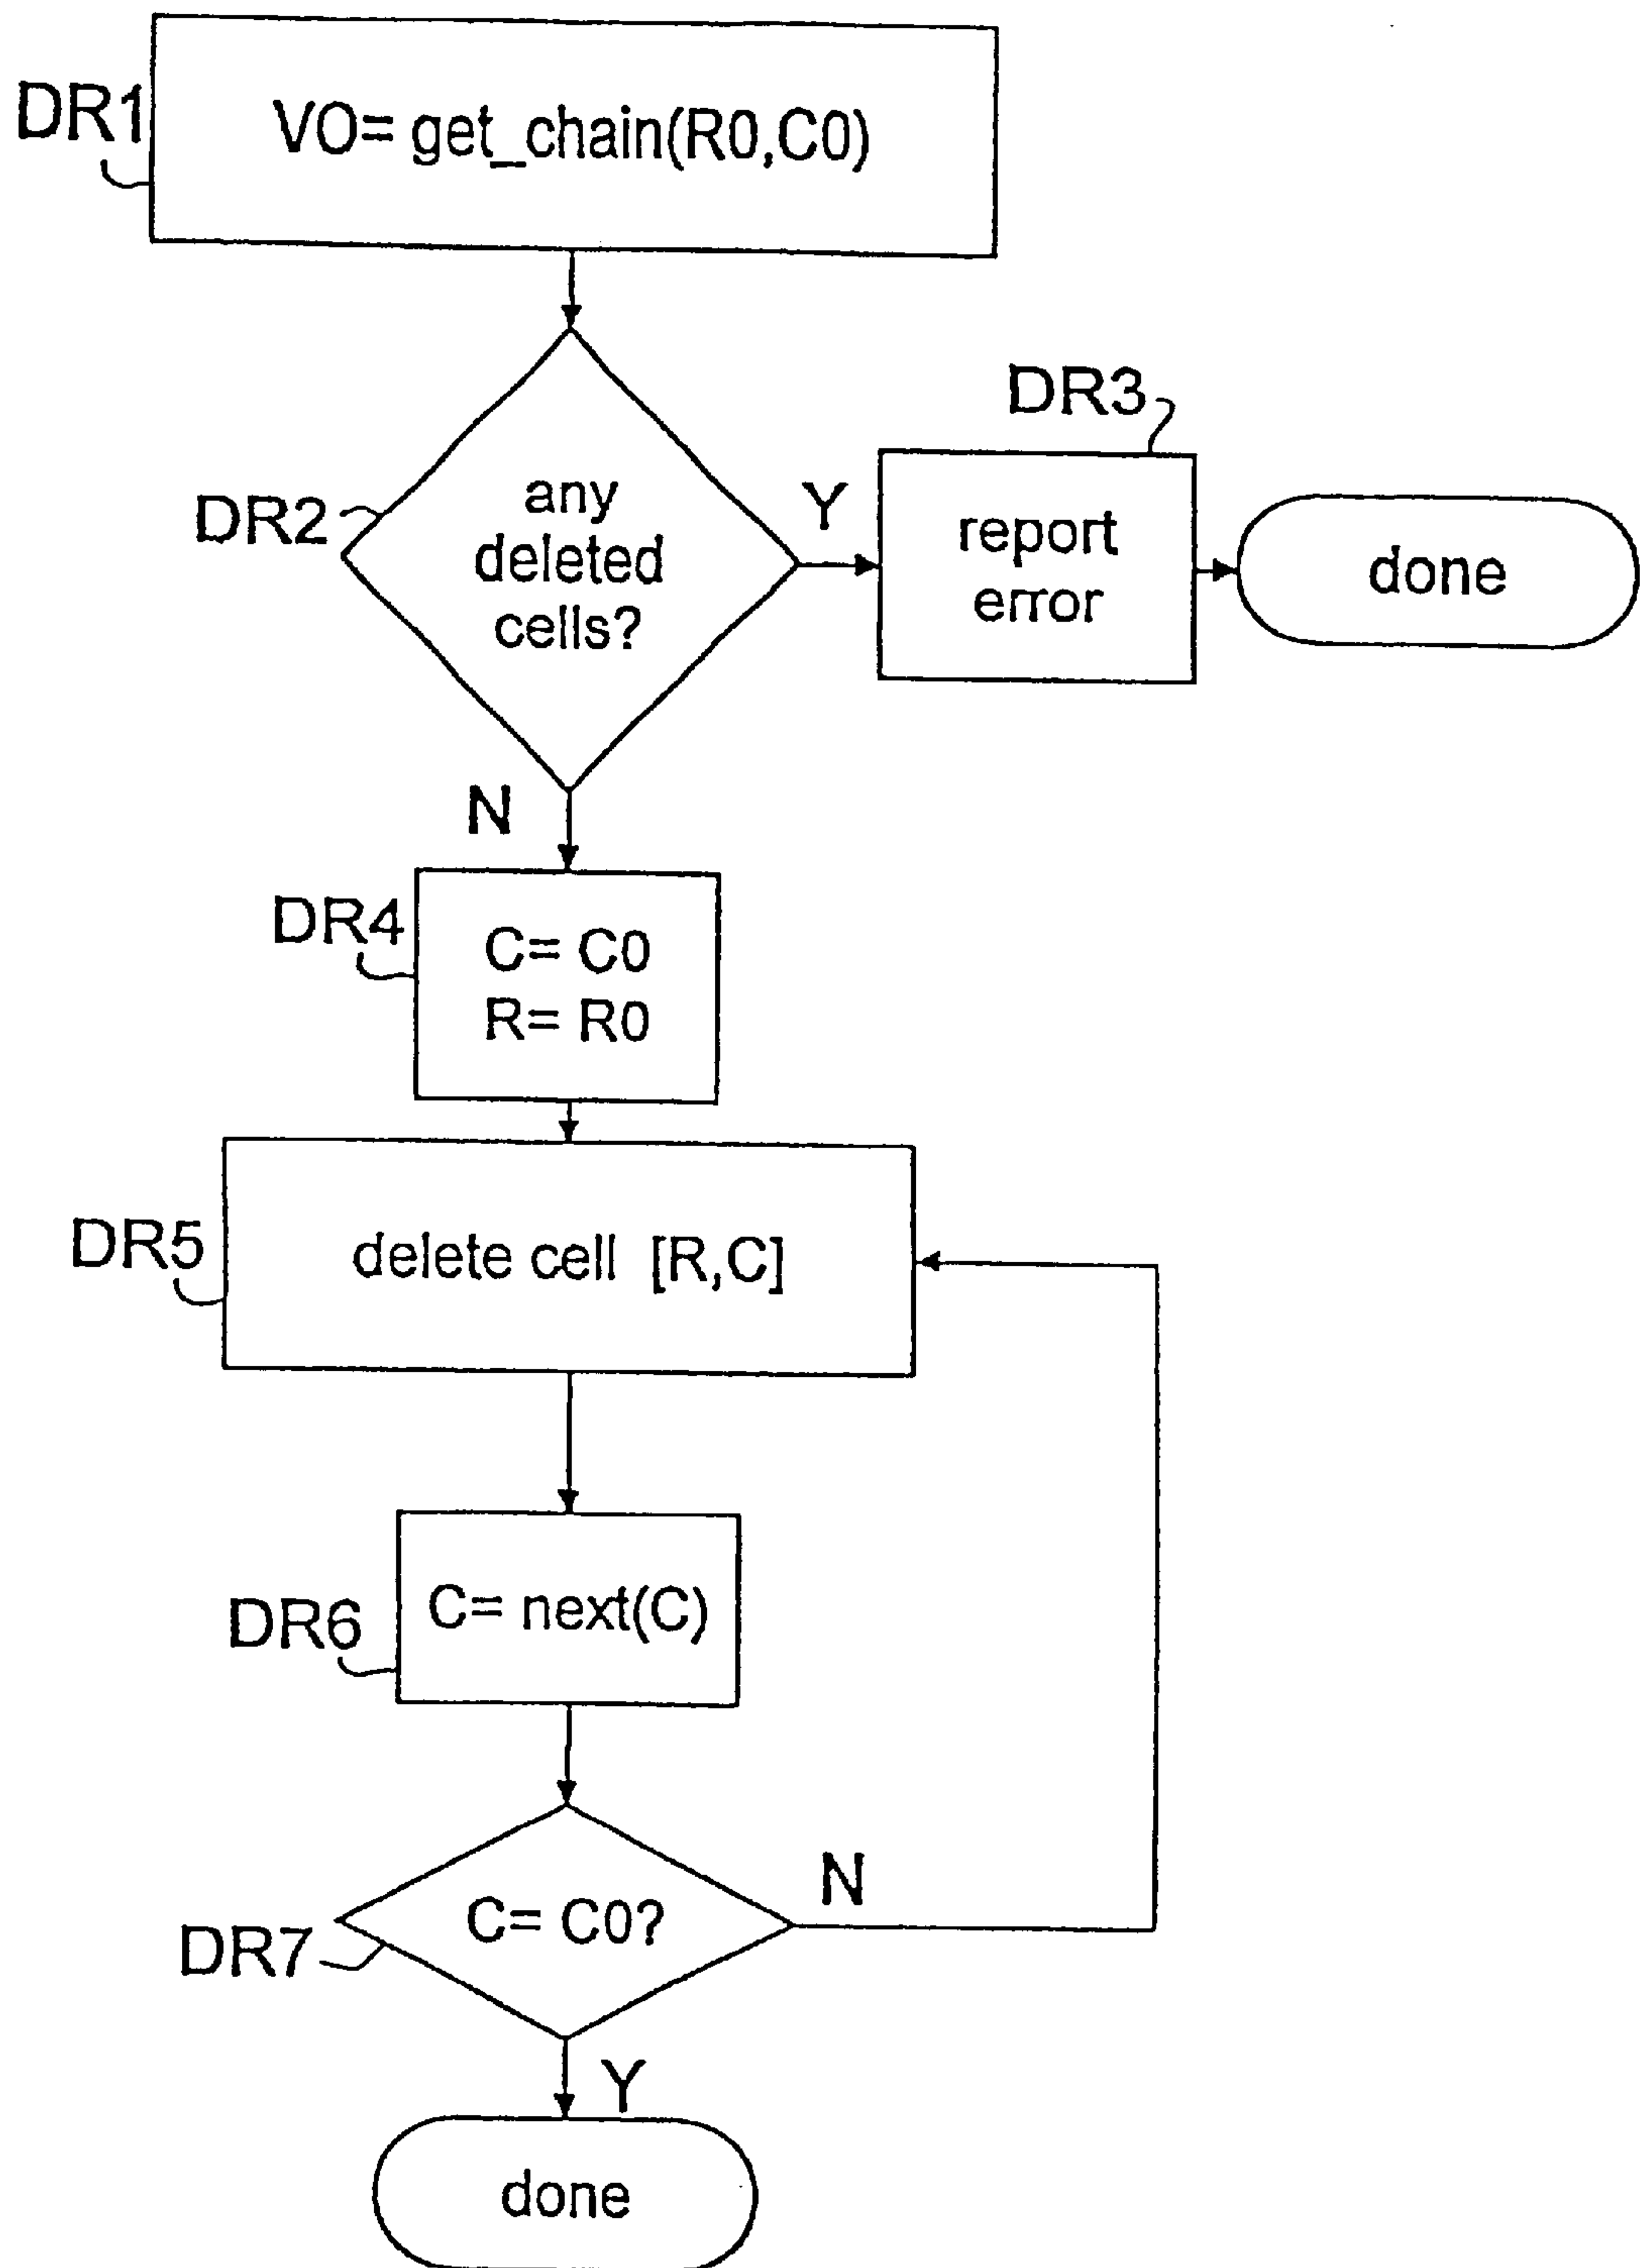 DR1
VO= get_chain(R0,C0)
DR2
any
deleted
cells?
Y
DR3
report
error
done
N
DR4
C= C0
R= R0
DR5
delete cell [R,C]
DR6
C= next(C)
DR7
C= C0?
N
Y
done